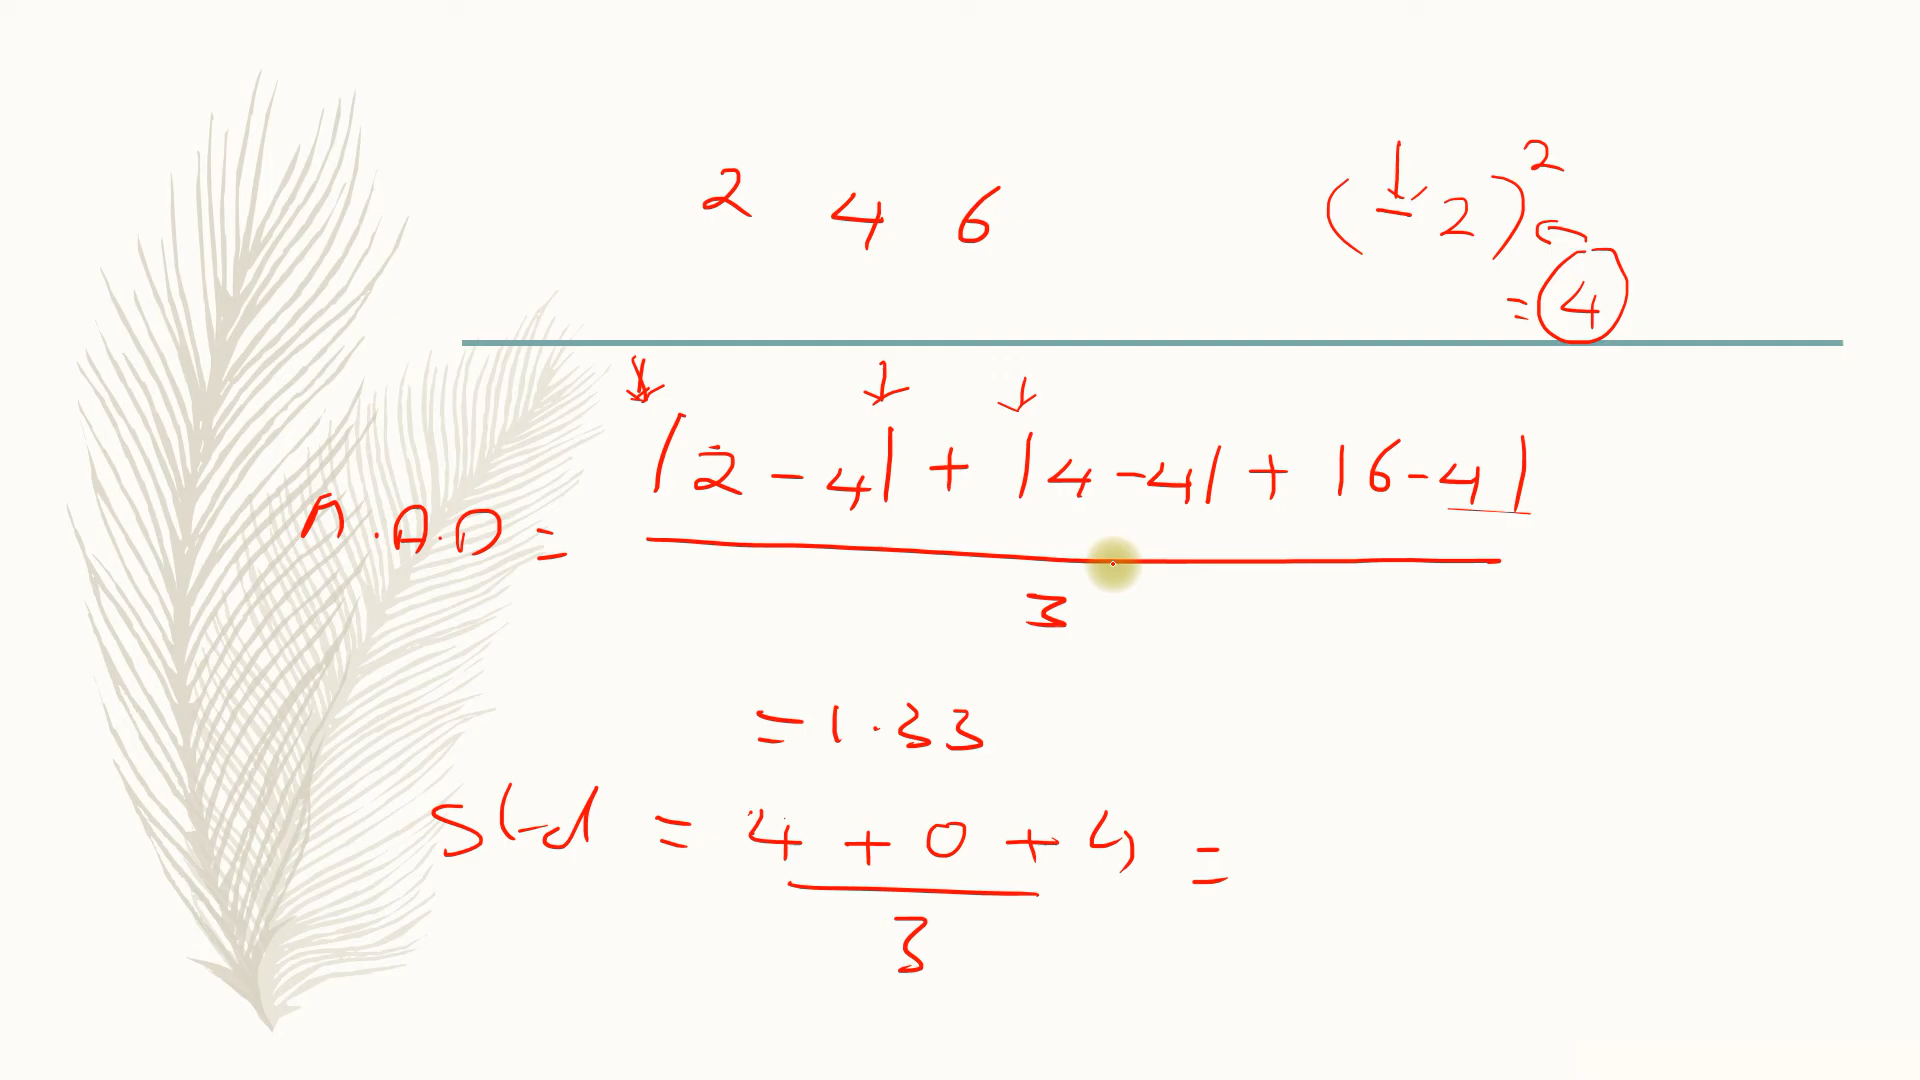 2 4 6
(-2)²
= 4
A.A.D = |2 - 4| + |4 - 4| + |6 - 4|
3
= 1.33
Std = 4 + 0 + 4 =
3